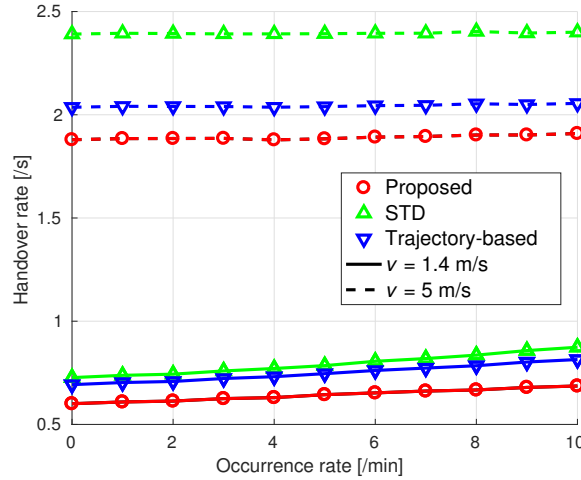 2.5
2
1.5
1
0.5
Handover rate [/s]
Proposed
STD
Trajectory-based
v = 1.4 m/s
v = 5 m/s
0 2 4 6 8 10
Occurrence rate [/min]